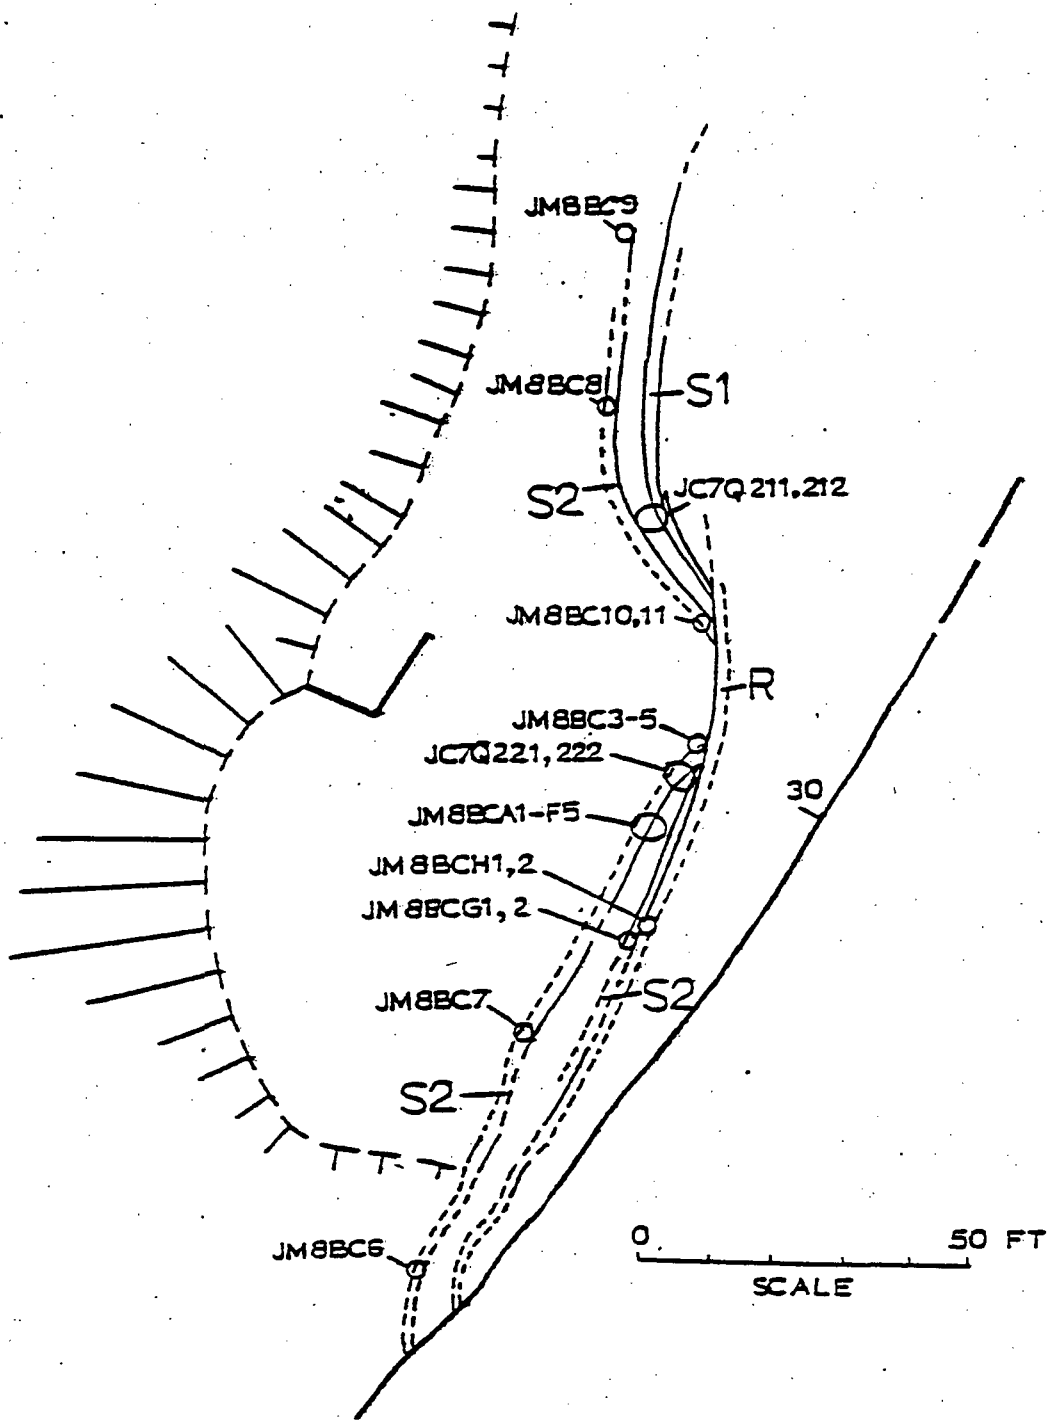 JM8BC9
JM8BC8
S1
S2
JC7Q211,212
JM8BC10,11
R
JM8BC3-5
JC7Q221,222
30
JM8BCA1-F5
JM8BCH1,2
JM8BCG1,2
S2
JM8BC7
S2
JM8BC6
0 50 FT
SCALE